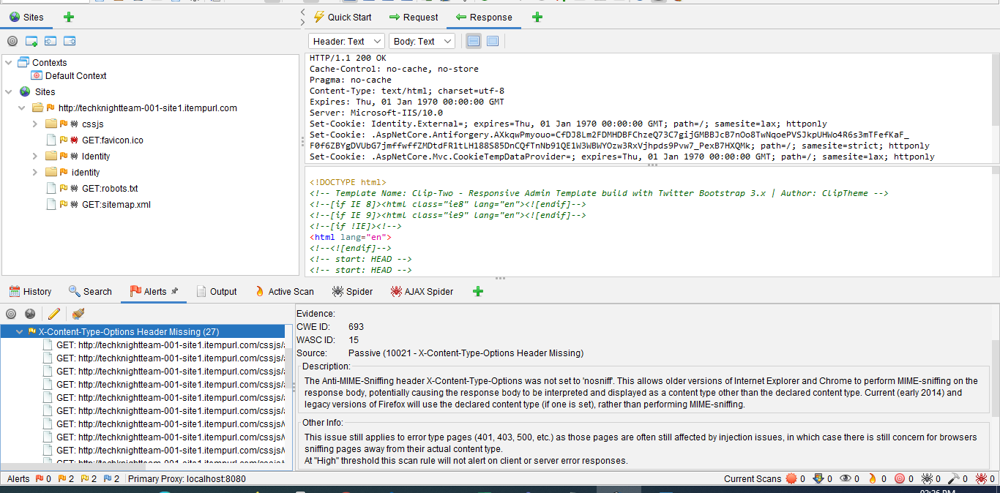 Sites
Quick Start
Request
Response
Header: Text
Body: Text
Contexts
Default Context
Sites
http://techknightteam-001-site1.itempurl.com
cssjs
GET:favicon.ico
Identity
identity
GET:robots.txt
GET:sitemap.xml
HTTP/1.1 200 OK
Cache-Control: no-cache, no-store
Pragma: no-cache
Content-Type: text/html; charset=utf-8
Expires: Thu, 01 Jan 1970 00:00:00 GMT
Server: Microsoft-IIS/10.0
Set-Cookie: Identity.External=; expires=Thu, 01 Jan 1970 00:00:00 GMT; path=/; samesite=lax; httponly
Set-Cookie: .AspNetCore.Antiforgery.AXkqwPmyouo=CfDJ8Lm2FDMHDBFChzeQ73C7gijGMBBJcB7nOo8TwNqoePVSJkpUHWo4R6s3mTFefKaF_
F0f6ZBYgDVUbG7jmffwffZMDtdFR1tLH188S85DnCQfTnNb91QE1W3WBWYOzw3RxVjhpds9Pvw7_PexB7HXQMk; path=/; samesite=strict; httponly
Set-Cookie: .AspNetCore.Mvc.CookieTempDataProvider=; expires=Thu, 01 Jan 1970 00:00:00 GMT; path=/; samesite=lax; httponly
<!DOCTYPE html>
<!-- Template Name: Clip-Two - Responsive Admin Template build with Twitter Bootstrap 3.x | Author: ClipTheme -->
<!--[if IE 8]><html class="ie8" lang="en"><![endif]-->
<!--[if IE 9]><html class="ie9" lang="en"><![endif]-->
<!--[if !IE]><!-->
<html lang="en">
<!--<![endif]-->
<!-- start: HEAD -->
<!-- start: HEAD -->
History
Search
Alerts
Output
Active Scan
Spider
AJAX Spider
X-Content-Type-Options Header Missing (27)
GET: http://techknightteam-001-site1.itempurl.com/cssjs/
GET: http://techknightteam-001-site1.itempurl.com/cssjs/
GET: http://techknightteam-001-site1.itempurl.com/cssjs/
GET: http://techknightteam-001-site1.itempurl.com/cssjs/
GET: http://techknightteam-001-site1.itempurl.com/cssjs/
GET: http://techknightteam-001-site1.itempurl.com/cssjs/
GET: http://techknightteam-001-site1.itempurl.com/cssjs/
GET: http://techknightteam-001-site1.itempurl.com/cssjs/
GET: http://techknightteam-001-site1.itempurl.com/cssjs/
GET: http://techknightteam-001-site1.itempurl.com/cssjs/
Evidence:
CWE ID: 693
WASC ID: 15
Source: Passive (10021 - X-Content-Type-Options Header Missing)
Description:
The Anti-MIME-Sniffing header X-Content-Type-Options was not set to 'nosniff'. This allows older versions of Internet Explorer and Chrome to perform MIME-sniffing on the
response body, potentially causing the response body to be interpreted and displayed as a content type other than the declared content type. Current (early 2014) and
legacy versions of Firefox will use the declared content type (if one is set), rather than performing MIME-sniffing.
Other Info:
This issue still applies to error type pages (401, 403, 500, etc.) as those pages are often still affected by injection issues, in which case there is still concern for browsers
sniffing pages away from their actual content type.
At "High" threshold this scan rule will not alert on client or server error responses.
Alerts 0 2 2 2 Primary Proxy: localhost:8080
Current Scans 0 0 0 0 0 0 0 0